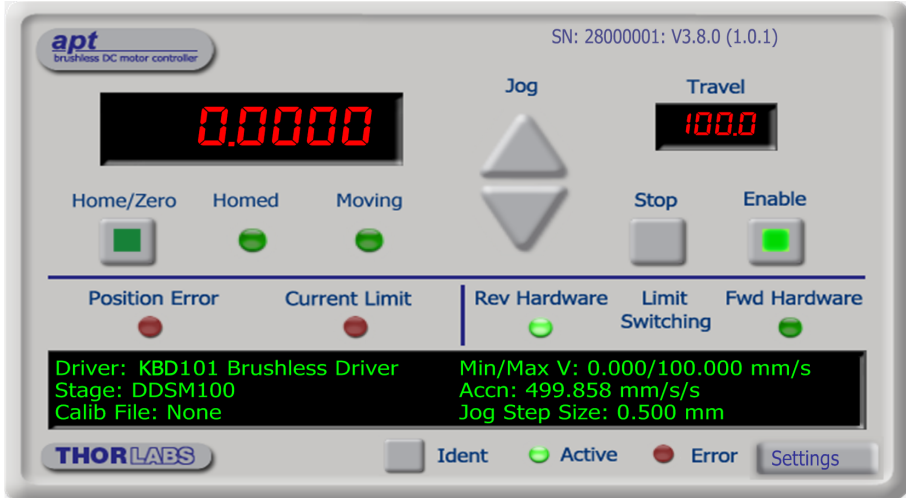 apt
brushless DC motor controller
SN: 28000001: V3.8.0 (1.0.1)
Jog
Travel
0.0000
100.0
Home/Zero
Homed
Moving
Stop
Enable
Position Error
Current Limit
Rev Hardware
Limit
Switching
Fwd Hardware
Driver: KBD101 Brushless Driver
Min/Max V: 0.000/100.000 mm/s
Stage: DDSM100
Accn: 499.858 mm/s/s
Calib File: None
Jog Step Size: 0.500 mm
THORLABS
Ident
Active
Error
Settings